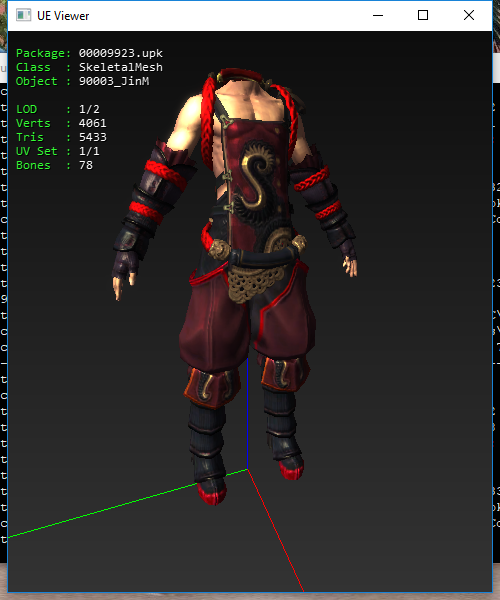 UE Viewer
Package: 00009923.upk
Class  : SkeletalMesh
Object : 90003_JinM
LOD    : 1/2
Verts  : 4061
Tris   : 5433
UV Set : 1/1
Bones  : 78